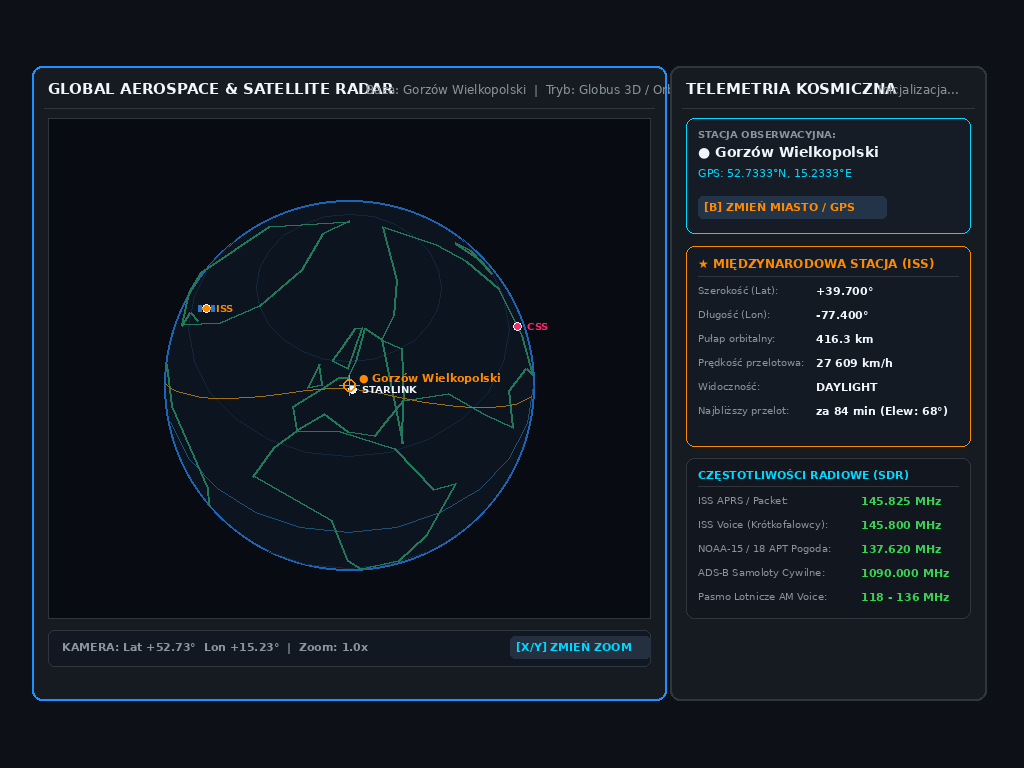 GLOBAL AEROSPACE & SATELLITE RADAR
Gorzów Wielkopolski | Tryb: Globus 3D /
ISS
CSS
Gorzów Wielkopolski
STARLINK
KAMERA: Lat +52.73° Lon +15.23° | Zoom: 1.0x
[X/Y] ZMIEŃ ZOOM
TELEMETRIA KOSMICZNA
STACJA OBSERWACYJNA:
● Gorzów Wielkopolski
GPS: 52.7333°N, 15.2333°E
[B] ZMIEŃ MIASTO / GPS
★ MIĘDZYNARODOWA STACJA (ISS)
Szerokość (Lat): +39.700°
Długość (Lon): -77.400°
Pułap orbitalny: 416.3 km
Prędkość przelotowa: 27 609 km/h
Widoczność: DAYLIGHT
Najbliższy przelot: za 84 min (Elew: 68°)
CZĘSTOTLIWOŚCI RADIOWE (SDR)
ISS APRS / Packet: 145.825 MHz
ISS Voice (Krótkofalowcy): 145.800 MHz
NOAA-15 / 18 APT Pogoda: 137.620 MHz
ADS-B Samoloty Cywilne: 1090.000 MHz
Pasmo Lotnicze AM Voice: 118 - 136 MHz